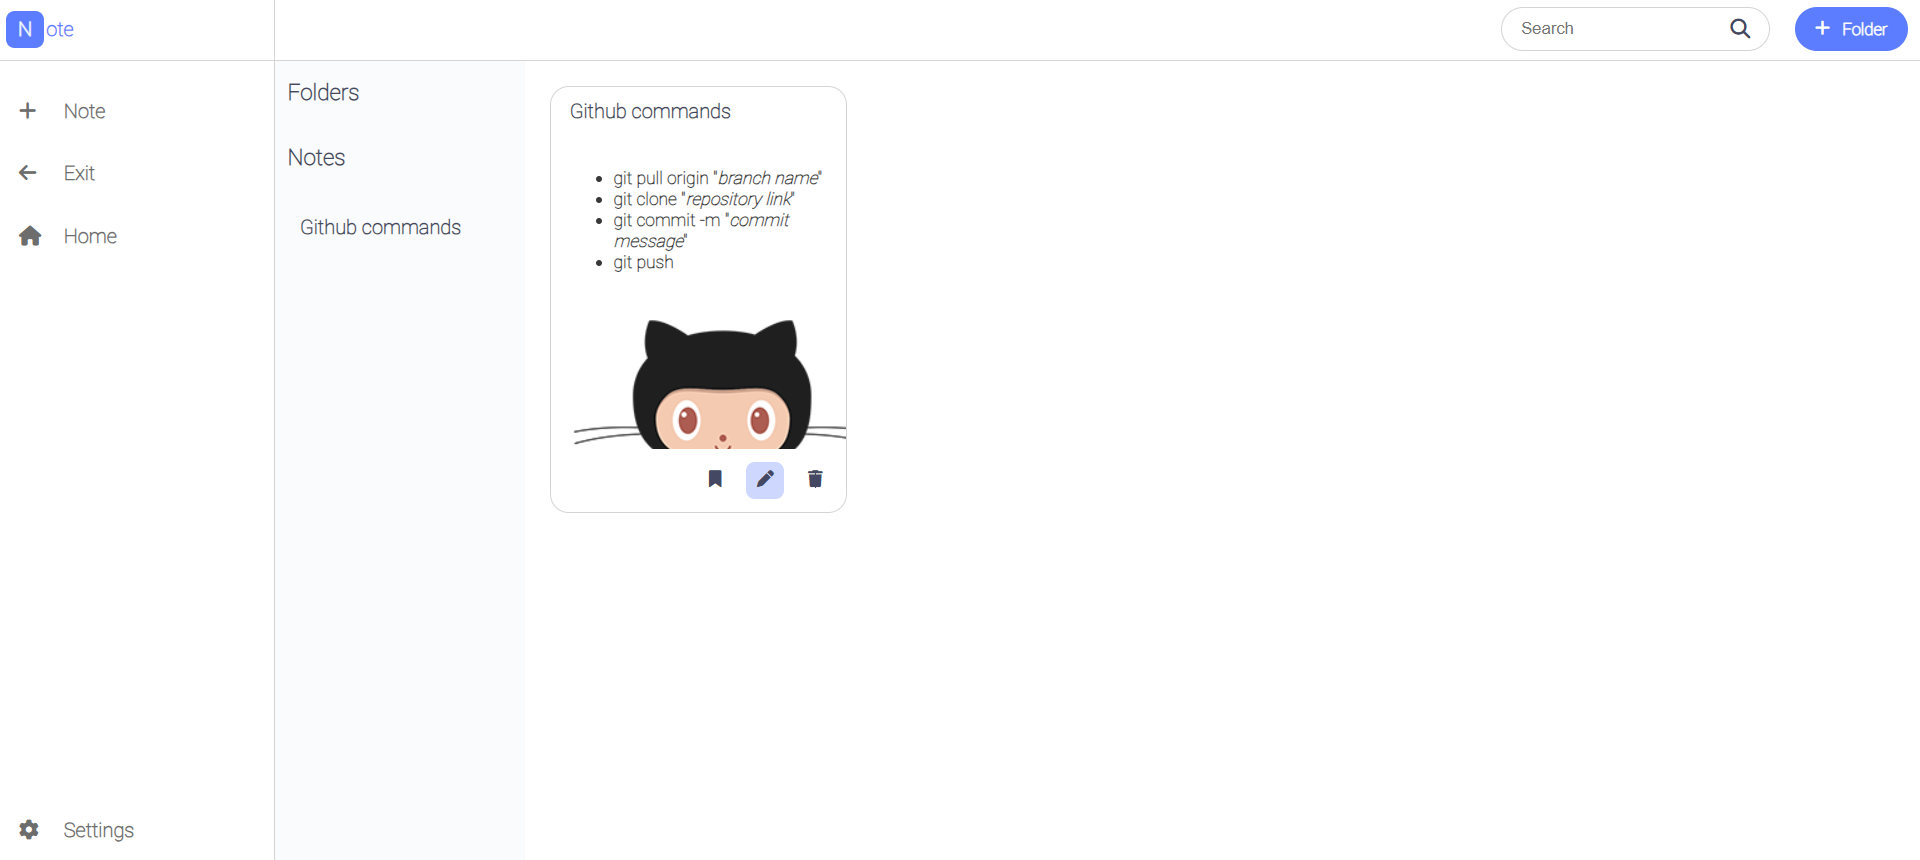 Note
Search
Folder
Note
Exit
Home
Settings
Folders
Notes
Github commands
Github commands
git pull origin "branch name"
git clone "repository link"
git commit -m "commit
message"
git push